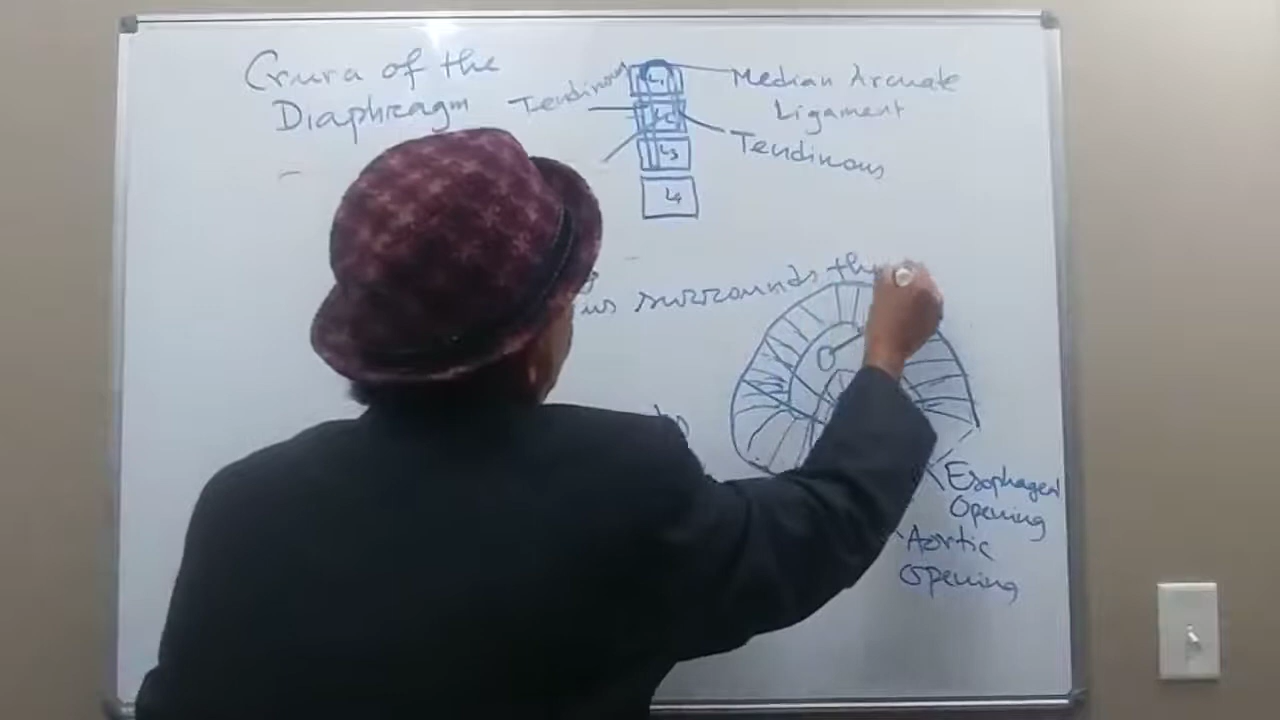 Crura of the
Diaphragm
Tendinous
L1
L2
L3
L4
Median Arcuate
Ligament
Tendinous
surrounds the
Esophageal
Opening
Aortic
Opening